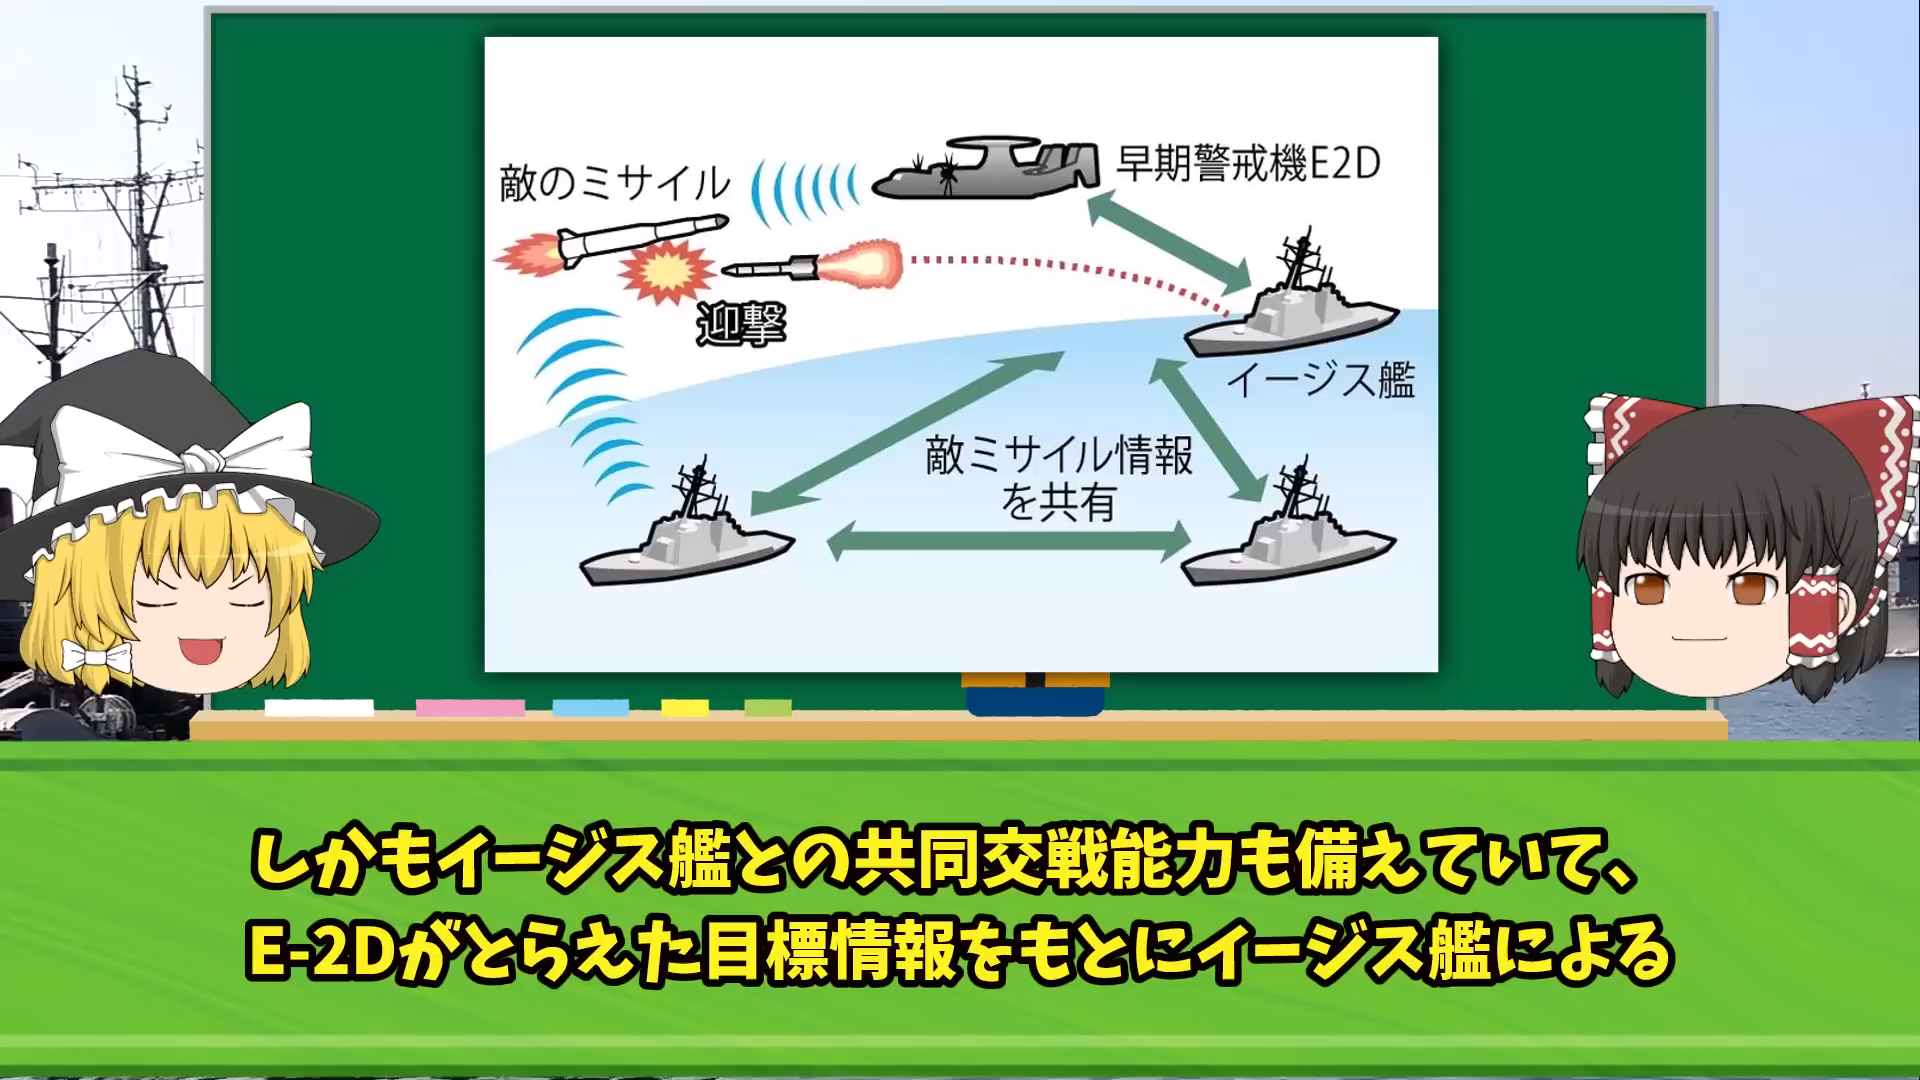 敵のミサイル
早期警戒機E2D
迎撃
イージス艦
敵ミサイル情報
を共有
しかもイージス艦との共同交戦能力も備えていて、
E-2Dがとらえた目標情報をもとにイージス艦による